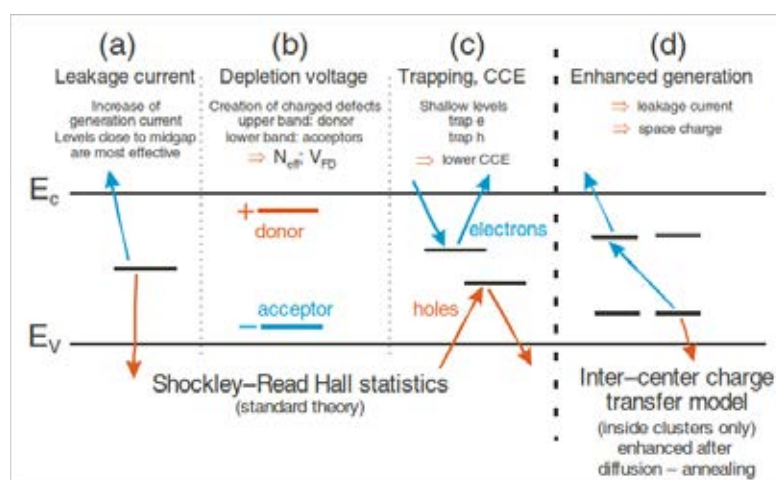 (a)
Leakage current
Increase of
generation current
Levels close to midgap
are most effective
(b)
Depletion voltage
Creation of charged defects
upper band: donor
lower band: acceptors
⇒ Neff; VFD
(c)
Trapping, CCE
Shallow levels
trap e
trap h
⇒ lower CCE
(d)
Enhanced generation
⇒ leakage current
⇒ space charge
Ec
+
donor
electrons
acceptor
−
holes
EV
Shockley–Read Hall statistics
(standard theory)
Inter–center charge
transfer model
(inside clusters only)
enhanced after
diffusion – annealing